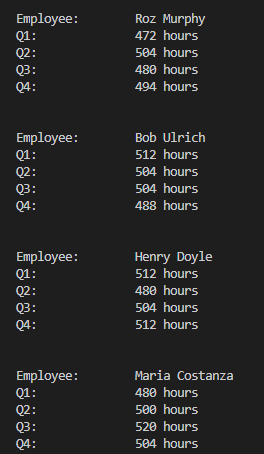 Employee: Roz Murphy
Q1: 472 hours
Q2: 504 hours
Q3: 480 hours
Q4: 494 hours
Employee: Bob Ulrich
Q1: 512 hours
Q2: 504 hours
Q3: 504 hours
Q4: 488 hours
Employee: Henry Doyle
Q1: 512 hours
Q2: 480 hours
Q3: 504 hours
Q4: 512 hours
Employee: Maria Costanza
Q1: 480 hours
Q2: 500 hours
Q3: 520 hours
Q4: 504 hours